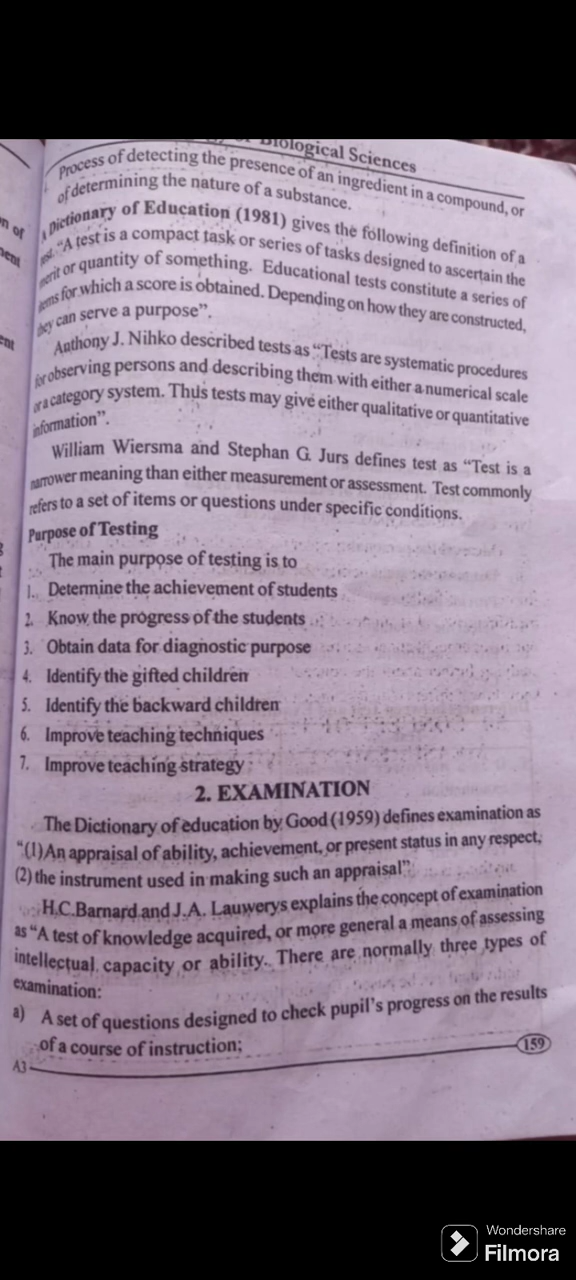 Biological Sciences
Process of detecting the presence of an ingredient in a compound, or
of determining the nature of a substance.
A Dictionary of Education (1981) gives the following definition of a
test. “A test is a compact task or series of tasks designed to ascertain the
merit or quantity of something. Educational tests constitute a series of
items for which a score is obtained. Depending on how they are constructed,
they can serve a purpose”.
Anthony J. Nihko described tests as “Tests are systematic procedures
for observing persons and describing them with either a numerical scale
or a category system. Thus tests may give either qualitative or quantitative
information”.
William Wiersma and Stephan G. Jurs defines test as “Test is a
narrower meaning than either measurement or assessment. Test commonly
refers to a set of items or questions under specific conditions.
Purpose of Testing
The main purpose of testing is to
1. Determine the achievement of students
2. Know the progress of the students
3. Obtain data for diagnostic purpose
4. Identify the gifted children
5. Identify the backward children
6. Improve teaching techniques
7. Improve teaching strategy
2. EXAMINATION
The Dictionary of education by Good (1959) defines examination as
“(1)An appraisal of ability, achievement, or present status in any respect,
(2) the instrument used in making such an appraisal”
H.C.Barnard and J.A. Lauwerys explains the concept of examination
as “A test of knowledge acquired, or more general a means of assessing
intellectual capacity or ability. There are normally three types of
examination:
a) A set of questions designed to check pupil's progress on the results
of a course of instruction;
159
A3
Wondershare
Filmora